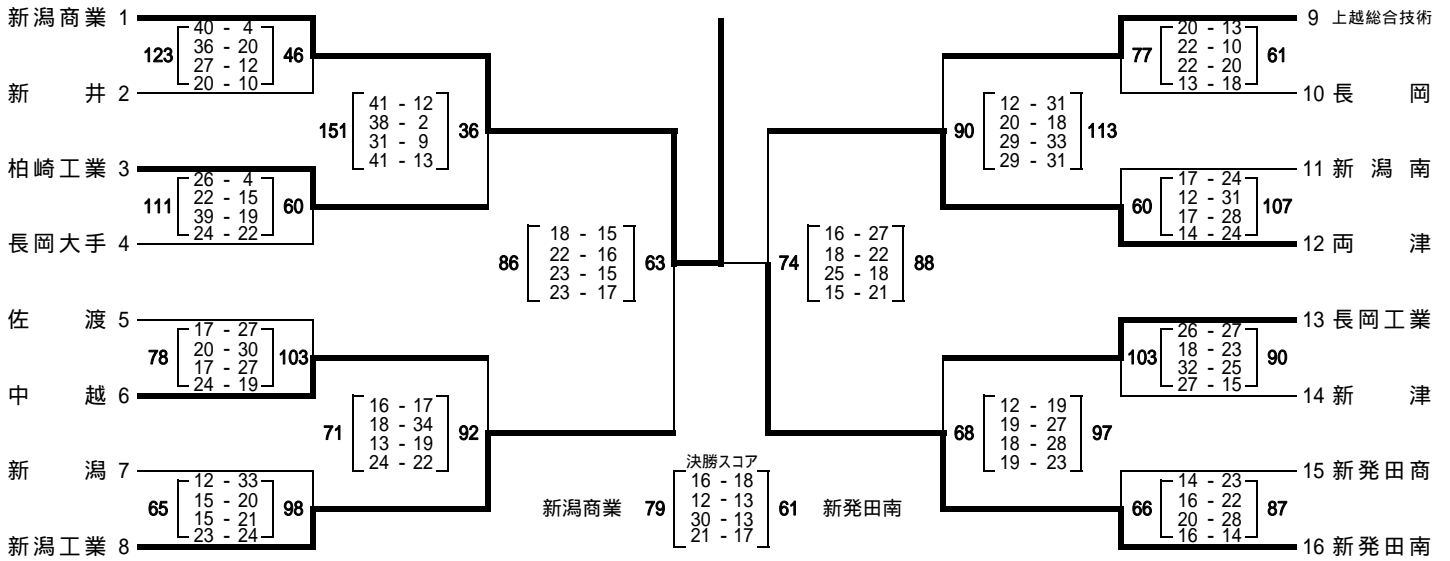 新潟商業 1
40 - 4
123 36 - 20 46
27 - 12
20 - 10
新 井 2
41 - 12
151 38 - 2 36
31 - 9
41 - 13
柏崎工業 3
26 - 4
111 22 - 15 60
39 - 19
24 - 22
長岡大手 4
18 - 15
86 22 - 16 63
23 - 15
23 - 17
佐 渡 5
17 - 27
78 20 - 30 103
17 - 27
24 - 19
中 越 6
16 - 17
71 18 - 34 92
13 - 19
24 - 22
新 潟 7
12 - 33
65 15 - 20 98
15 - 21
23 - 24
新潟工業 8
決勝スコア
16 - 18
新潟商業 79 12 - 13 61 新発田南
30 - 13
21 - 17
9 上越総合技術
20 - 13
77 22 - 10 61
22 - 20
13 - 18
10 長 岡
12 - 31
90 20 - 18 113
29 - 33
29 - 31
11 新 潟 南
17 - 24
60 12 - 31 107
17 - 28
14 - 24
12 両 津
16 - 27
74 18 - 22 88
25 - 18
15 - 21
13 長岡工業
26 - 27
103 18 - 23 90
32 - 25
27 - 15
14 新 津
12 - 19
68 19 - 27 97
18 - 28
19 - 23
15 新発田商
14 - 23
66 16 - 22 87
20 - 28
16 - 14
16 新発田南